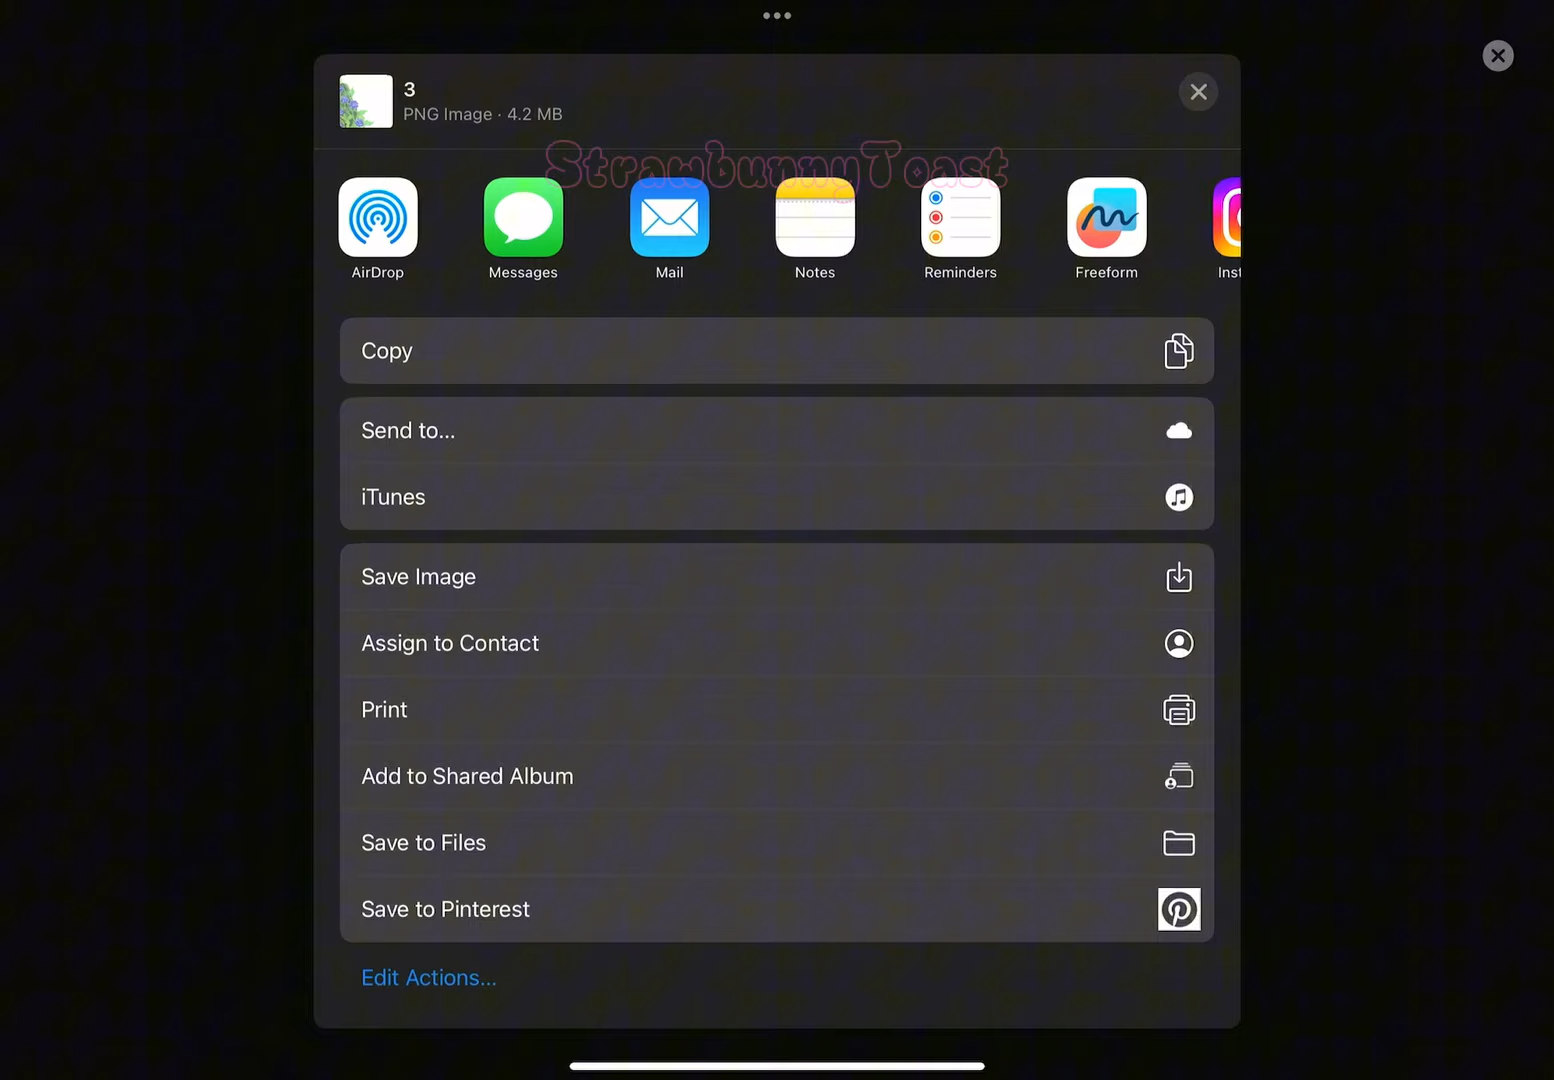 3
PNG Image · 4.2 MB
StrawbunnyToast
AirDrop
Messages
Mail
Notes
Reminders
Freeform
Inst
Copy
Send to...
iTunes
Save Image
Assign to Contact
Print
Add to Shared Album
Save to Files
Save to Pinterest
Edit Actions...